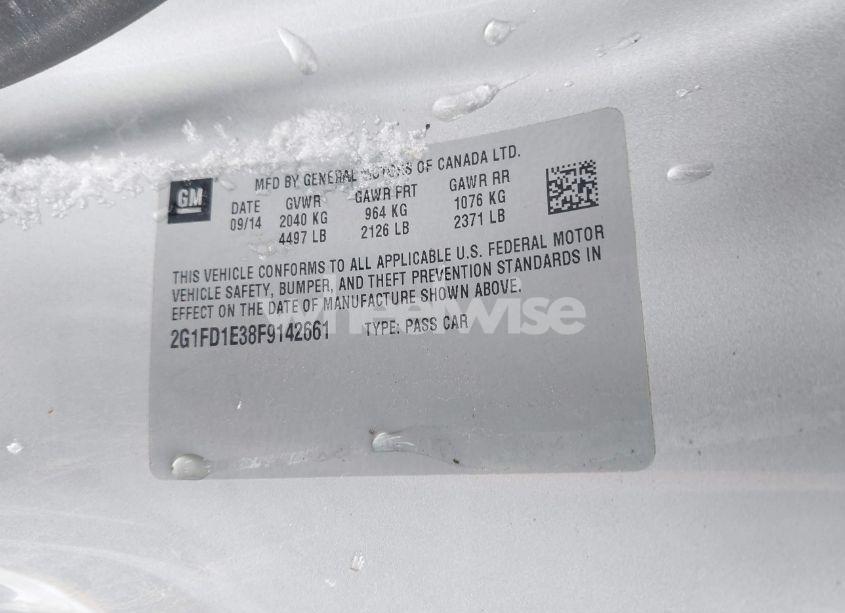 GM
MFD BY GENERAL MOTORS OF CANADA LTD.
DATE GVWR GAWR FRT GAWR RR
09/14 2040 KG 964 KG 1076 KG
4497 LB 2126 LB 2371 LB
THIS VEHICLE CONFORMS TO ALL APPLICABLE U.S. FEDERAL MOTOR
VEHICLE SAFETY, BUMPER, AND THEFT PREVENTION STANDARDS IN
EFFECT ON THE DATE OF MANUFACTURE SHOWN ABOVE.
wheelwise
2G1FD1E38F9142661 TYPE: PASS CAR